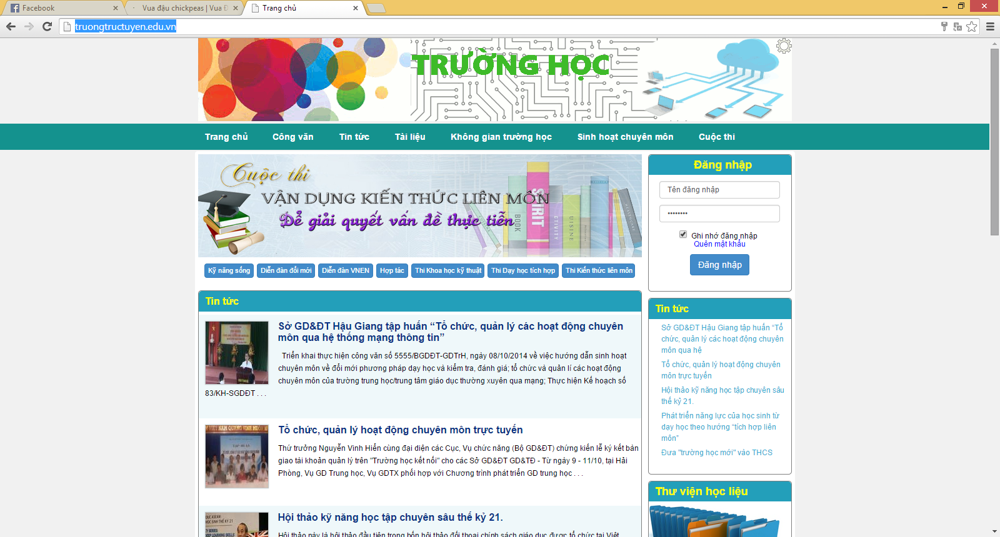 Facebook
Vua đậu chickpeas | Vua Đ
Trang chủ
truongtructuyen.edu.vn
TRƯỜNG HỌC
Trang chủ Công văn Tin tức Tài liệu Không gian trường học Sinh hoạt chuyên môn Cuộc thi
Cuộc thi
VẬN DỤNG KIẾN THỨC LIÊN MÔN
Để giải quyết vấn đề thực tiễn
SPIRIT
BOOK
CTIVITY
UISINE
Kỹ năng sống Diễn đàn đổi mới Diễn đàn VNEN Hợp tác Thi Khoa học kỹ thuật Thi Dạy học tích hợp Thi Kiến thức liên môn
Tin tức
Sở GD&ĐT Hậu Giang tập huấn “Tổ chức, quản lý các hoạt động chuyên
môn qua hệ thống mạng thông tin”
Triển khai thực hiện công văn số 5555/BGDĐT-GDTrH, ngày 08/10/2014 về việc hướng dẫn sinh hoạt
chuyên môn về đổi mới phương pháp dạy học và kiểm tra, đánh giá; tổ chức và quản lí các hoạt động
chuyên môn của trường trung học/trung tâm giáo dục thường xuyên qua mạng; Thực hiện Kế hoạch số
83/KH-SGDĐT . . .
Tổ chức, quản lý hoạt động chuyên môn trực tuyến
Thứ trưởng Nguyễn Vinh Hiển cùng đại diện các Cục, Vụ chức năng (Bộ GD&ĐT) chứng kiến lễ ký kết bàn
giao tài khoản quản lý trên "Trường học kết nối" cho các Sở GD&ĐT GD&TĐ - Từ ngày 9 - 11/10, tại Hải
Phòng, Vụ GD Trung học, Vụ GDTX phối hợp với Chương trình phát triển GD trung học . . .
Hội thảo kỹ năng học tập chuyên sâu thế kỷ 21.
Hội thảo này là hội thảo đầu tiên trong bốn hội thảo đối thoại chính sách giáo dục được tổ chức tại Việt
Đăng nhập
Tên đăng nhập
••••••••
Ghi nhớ đăng nhập
Quên mật khẩu
Đăng nhập
Tin tức
Sở GD&ĐT Hậu Giang tập huấn “Tổ
chức, quản lý các hoạt động chuyên
môn qua hệ
Tổ chức, quản lý hoạt động chuyên
môn trực tuyến
Hội thảo kỹ năng học tập chuyên sâu
thế kỷ 21.
Phát triển năng lực của học sinh từ
dạy học theo hướng “tích hợp liên
môn”
Đưa "trường học mới" vào THCS
Thư viện học liệu